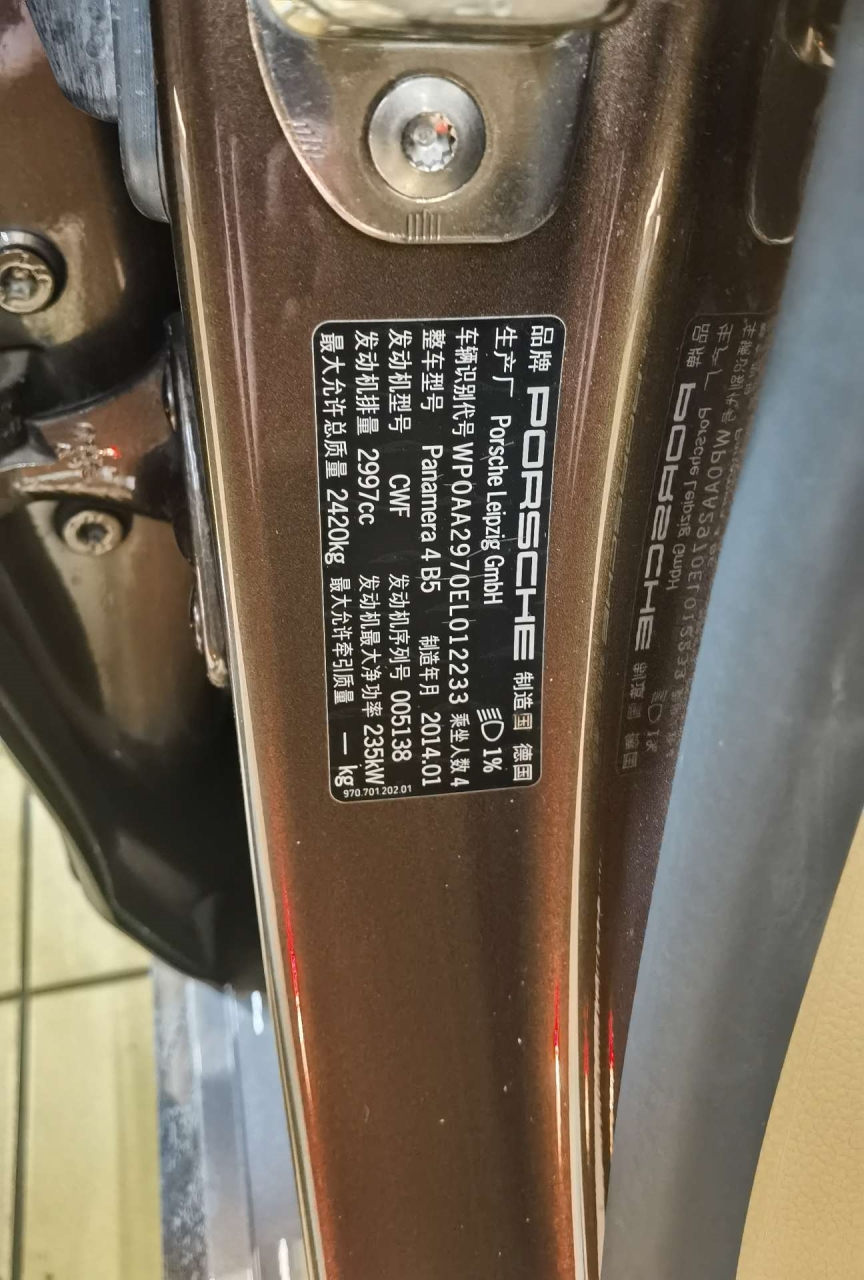 品牌 PORSCHE 制造国 德国
生产厂 Porsche Leipzig GmbH 1%
车辆识别代号 WP0AA2970EL012233 乘坐人数 4
整车型号 Panamera 4 B5 制造年月 2014.01
发动机型号 CWF 发动机序列号 005138
发动机排量 2997cc 发动机最大净功率 235kW
最大允许总质量 2420kg 最大允许牵引质量 — kg
970.701.202.01